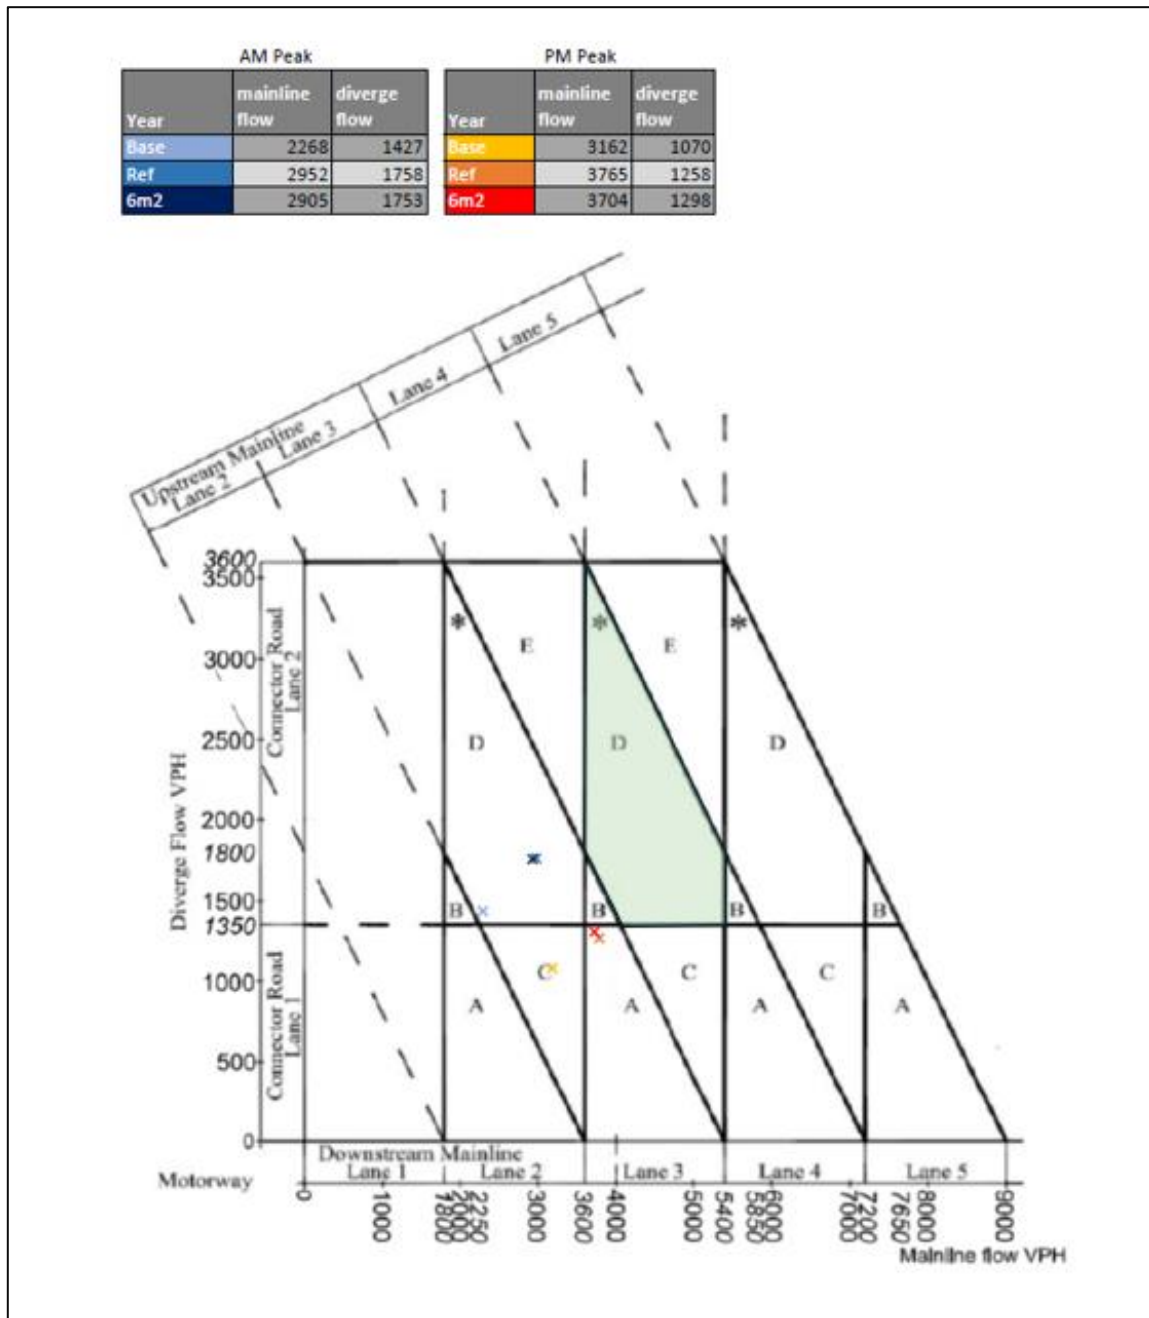 AM Peak
Year mainline flow diverge flow
Base 2268 1427
Ref 2952 1758
6m2 2905 1753
PM Peak
Year mainline flow diverge flow
Base 3162 1070
Ref 3765 1258
6m2 3704 1298
Upstream Mainline
Lane 2
Lane 3
Lane 4
Lane 5
Diverge Flow VPH
Connector Road
Lane 2
Connector Road
Lane 1
3600
3500
3000
2500
2000
1800
1500
1350
1000
500
0
*
*
*
E
E
D
D
D
B
B
B
B
C
C
C
A
A
A
A
Downstream Mainline
Motorway
Lane 1
Lane 2
Lane 3
Lane 4
Lane 5
0
1000
1800
2000
2250
3000
3600
4000
5000
5400
5850
6000
7000
7200
7650
8000
9000
Mainline flow VPH